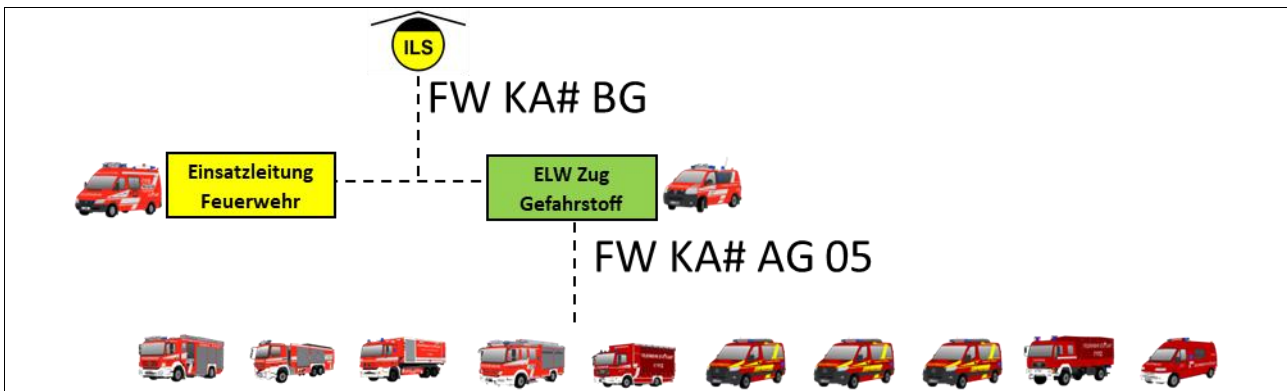 ILS
FW KA# BG
Einsatzleitung
Feuerwehr
ELW Zug
Gefahrstoff
FW KA# AG 05